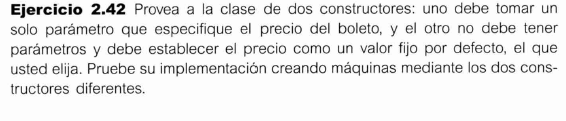 Ejercicio 2.42 Provea a la clase de dos constructores: uno debe tomar un
solo parámetro que especifique el precio del boleto, y el otro no debe tener
parámetros y debe establecer el precio como un valor fijo por defecto, el que
usted elija. Pruebe su implementación creando máquinas mediante los dos cons-
tructores diferentes.